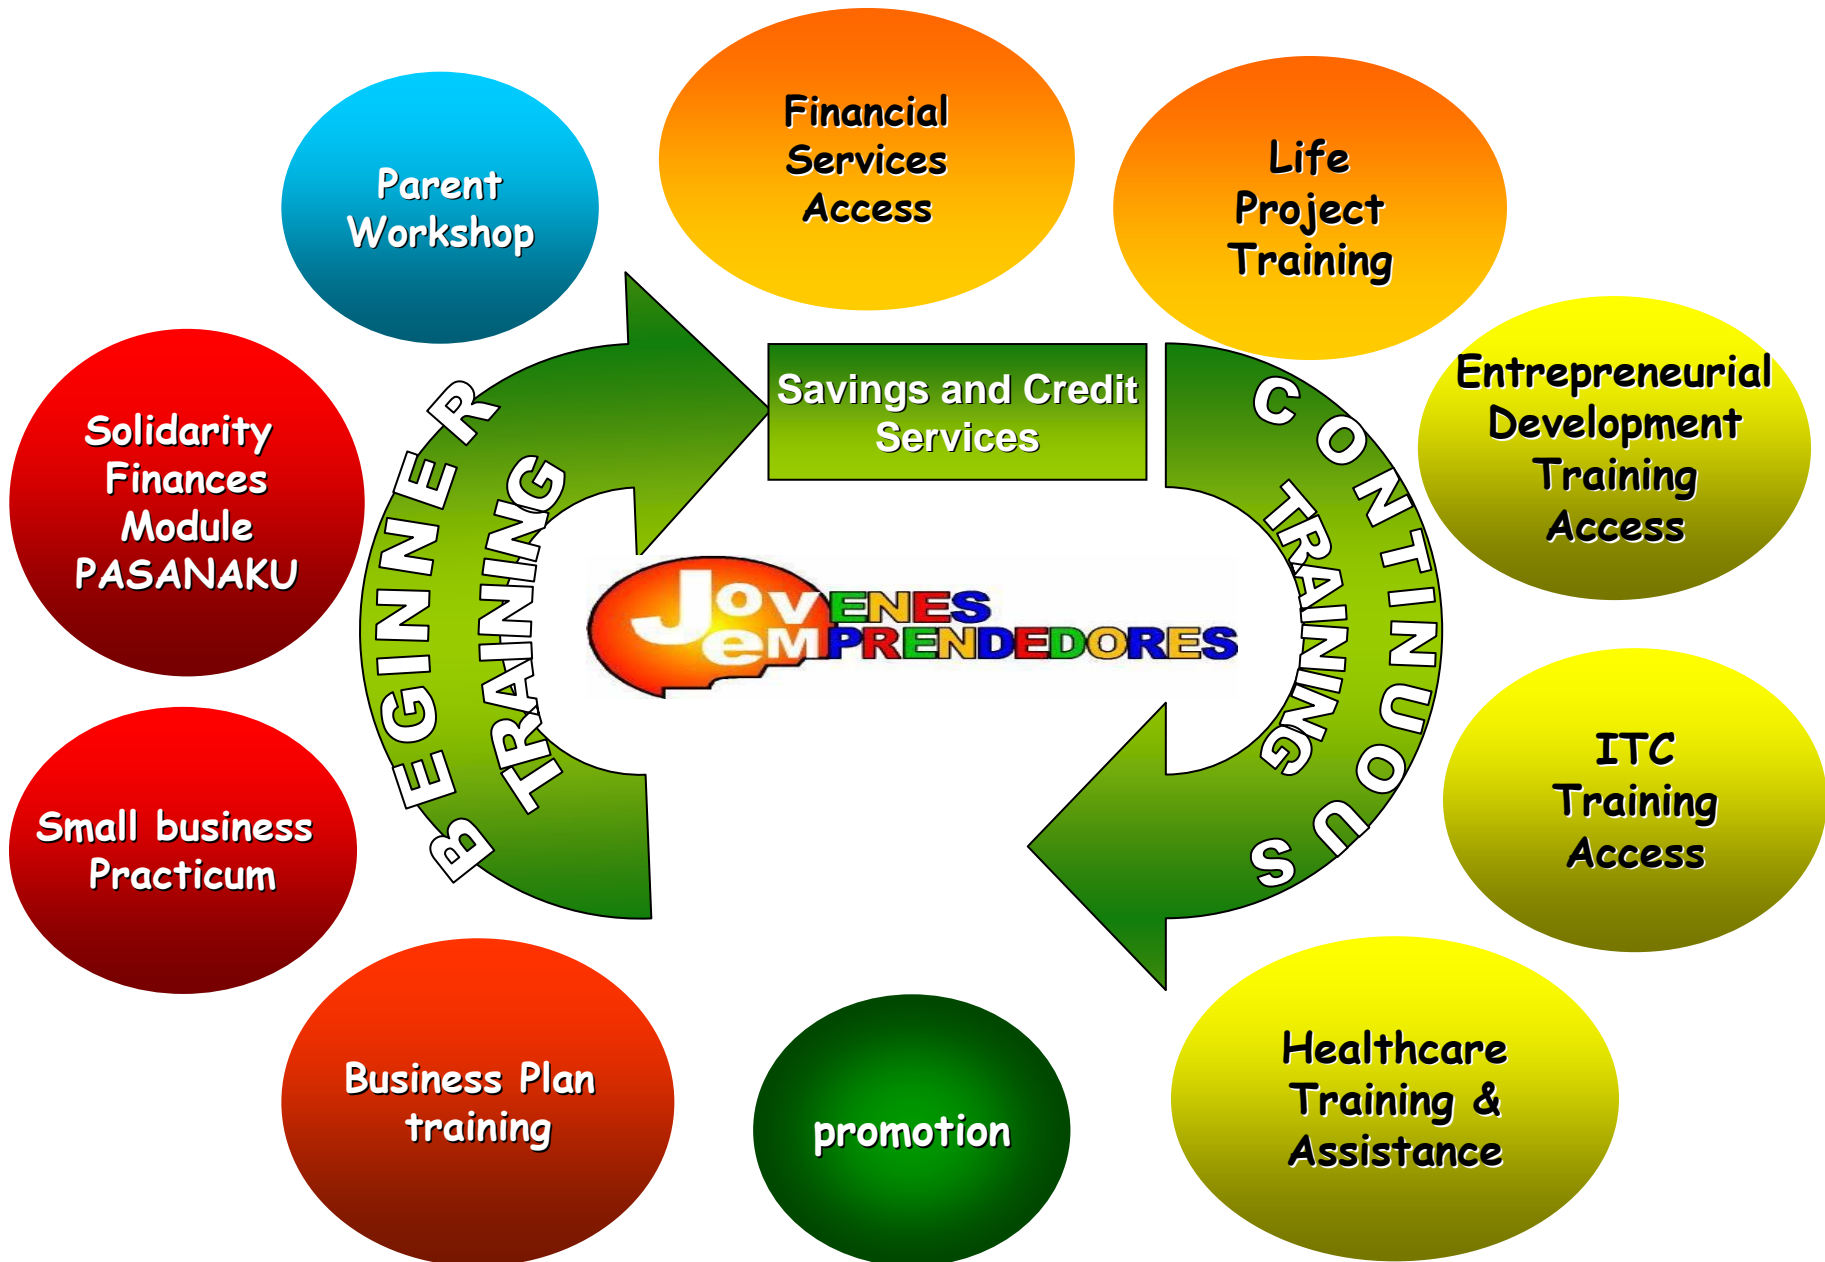 Financial
Services
Access
Life
Project
Training
Parent
Workshop
Entrepreneurial
Development
Training
Access
Savings and Credit
Services
Solidarity
Finances
Module
PASANAKU
BEGINNER
TRAINING
CONTINUOUS
TRAINING
JOVENES
eMPRENDEDORES
ITC
Training
Access
Small business
Practicum
Business Plan
training
promotion
Healthcare
Training &
Assistance